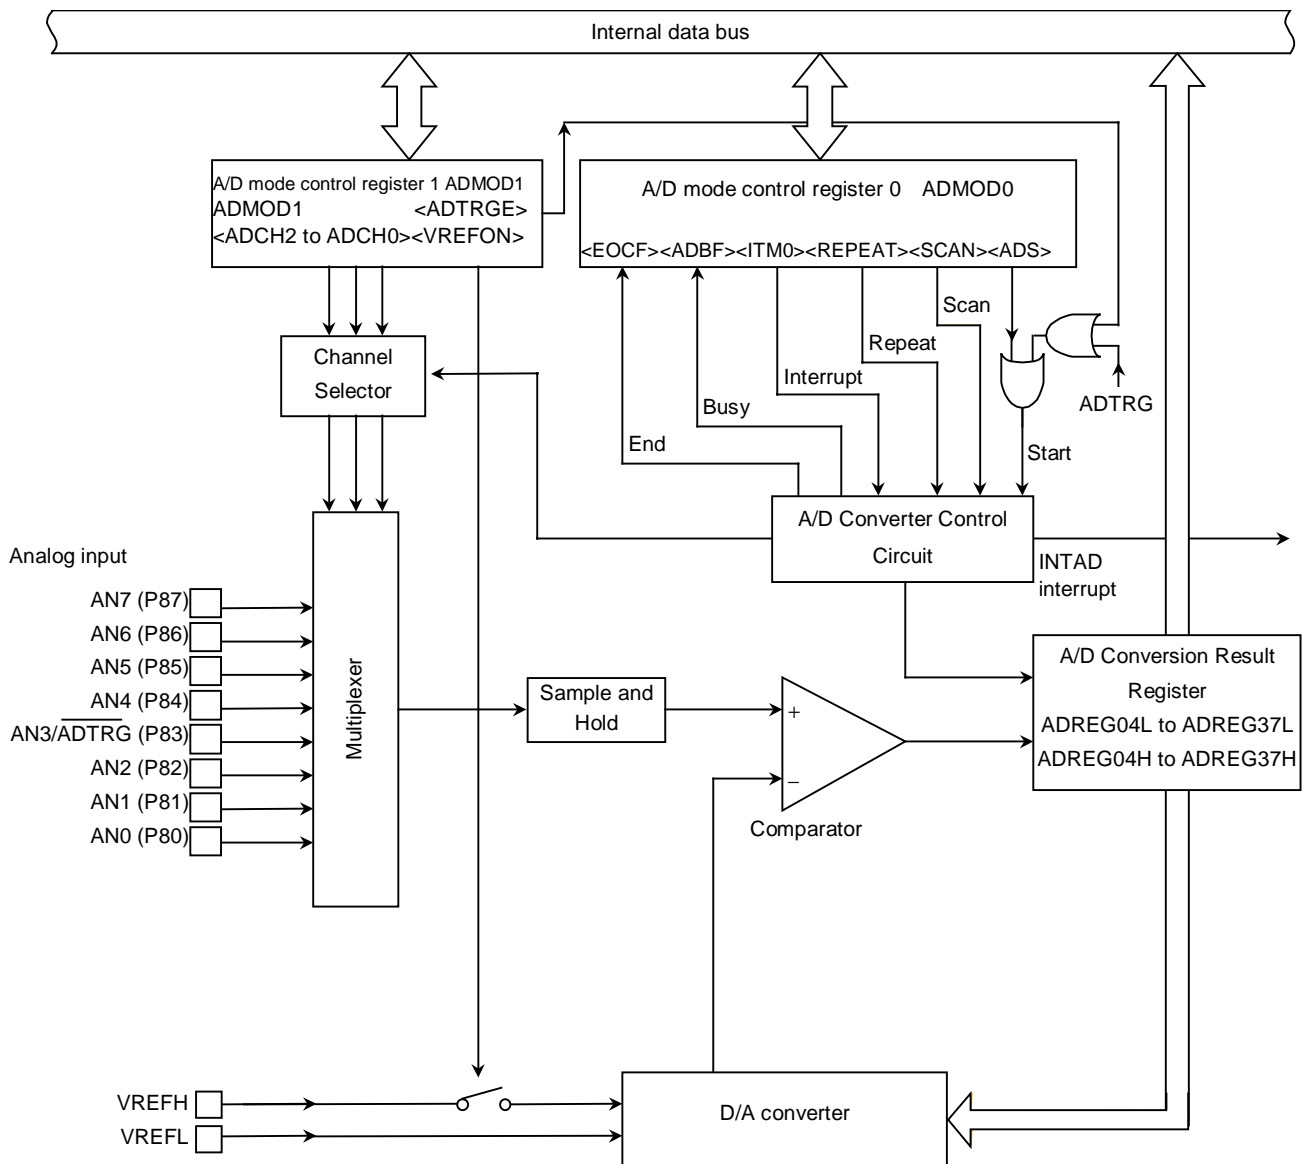 Internal data bus
A/D mode control register 1 ADMOD1
ADMOD1 <ADTRGE>
<ADCH2 to ADCH0><VREFON>
A/D mode control register 0 ADMOD0
<EOCF><ADBF><ITM0><REPEAT><SCAN><ADS>
Channel
Selector
Scan
Repeat
Interrupt
Busy
End
ADTRG
Start
A/D Converter Control
Circuit
INTAD
interrupt
Analog input
AN7 (P87)
AN6 (P86)
AN5 (P85)
AN4 (P84)
AN3/ADTRG (P83)
AN2 (P82)
AN1 (P81)
AN0 (P80)
Multiplexer
Sample and
Hold
+
−
Comparator
A/D Conversion Result
Register
ADREG04L to ADREG37L
ADREG04H to ADREG37H
VREFH
VREFL
D/A converter